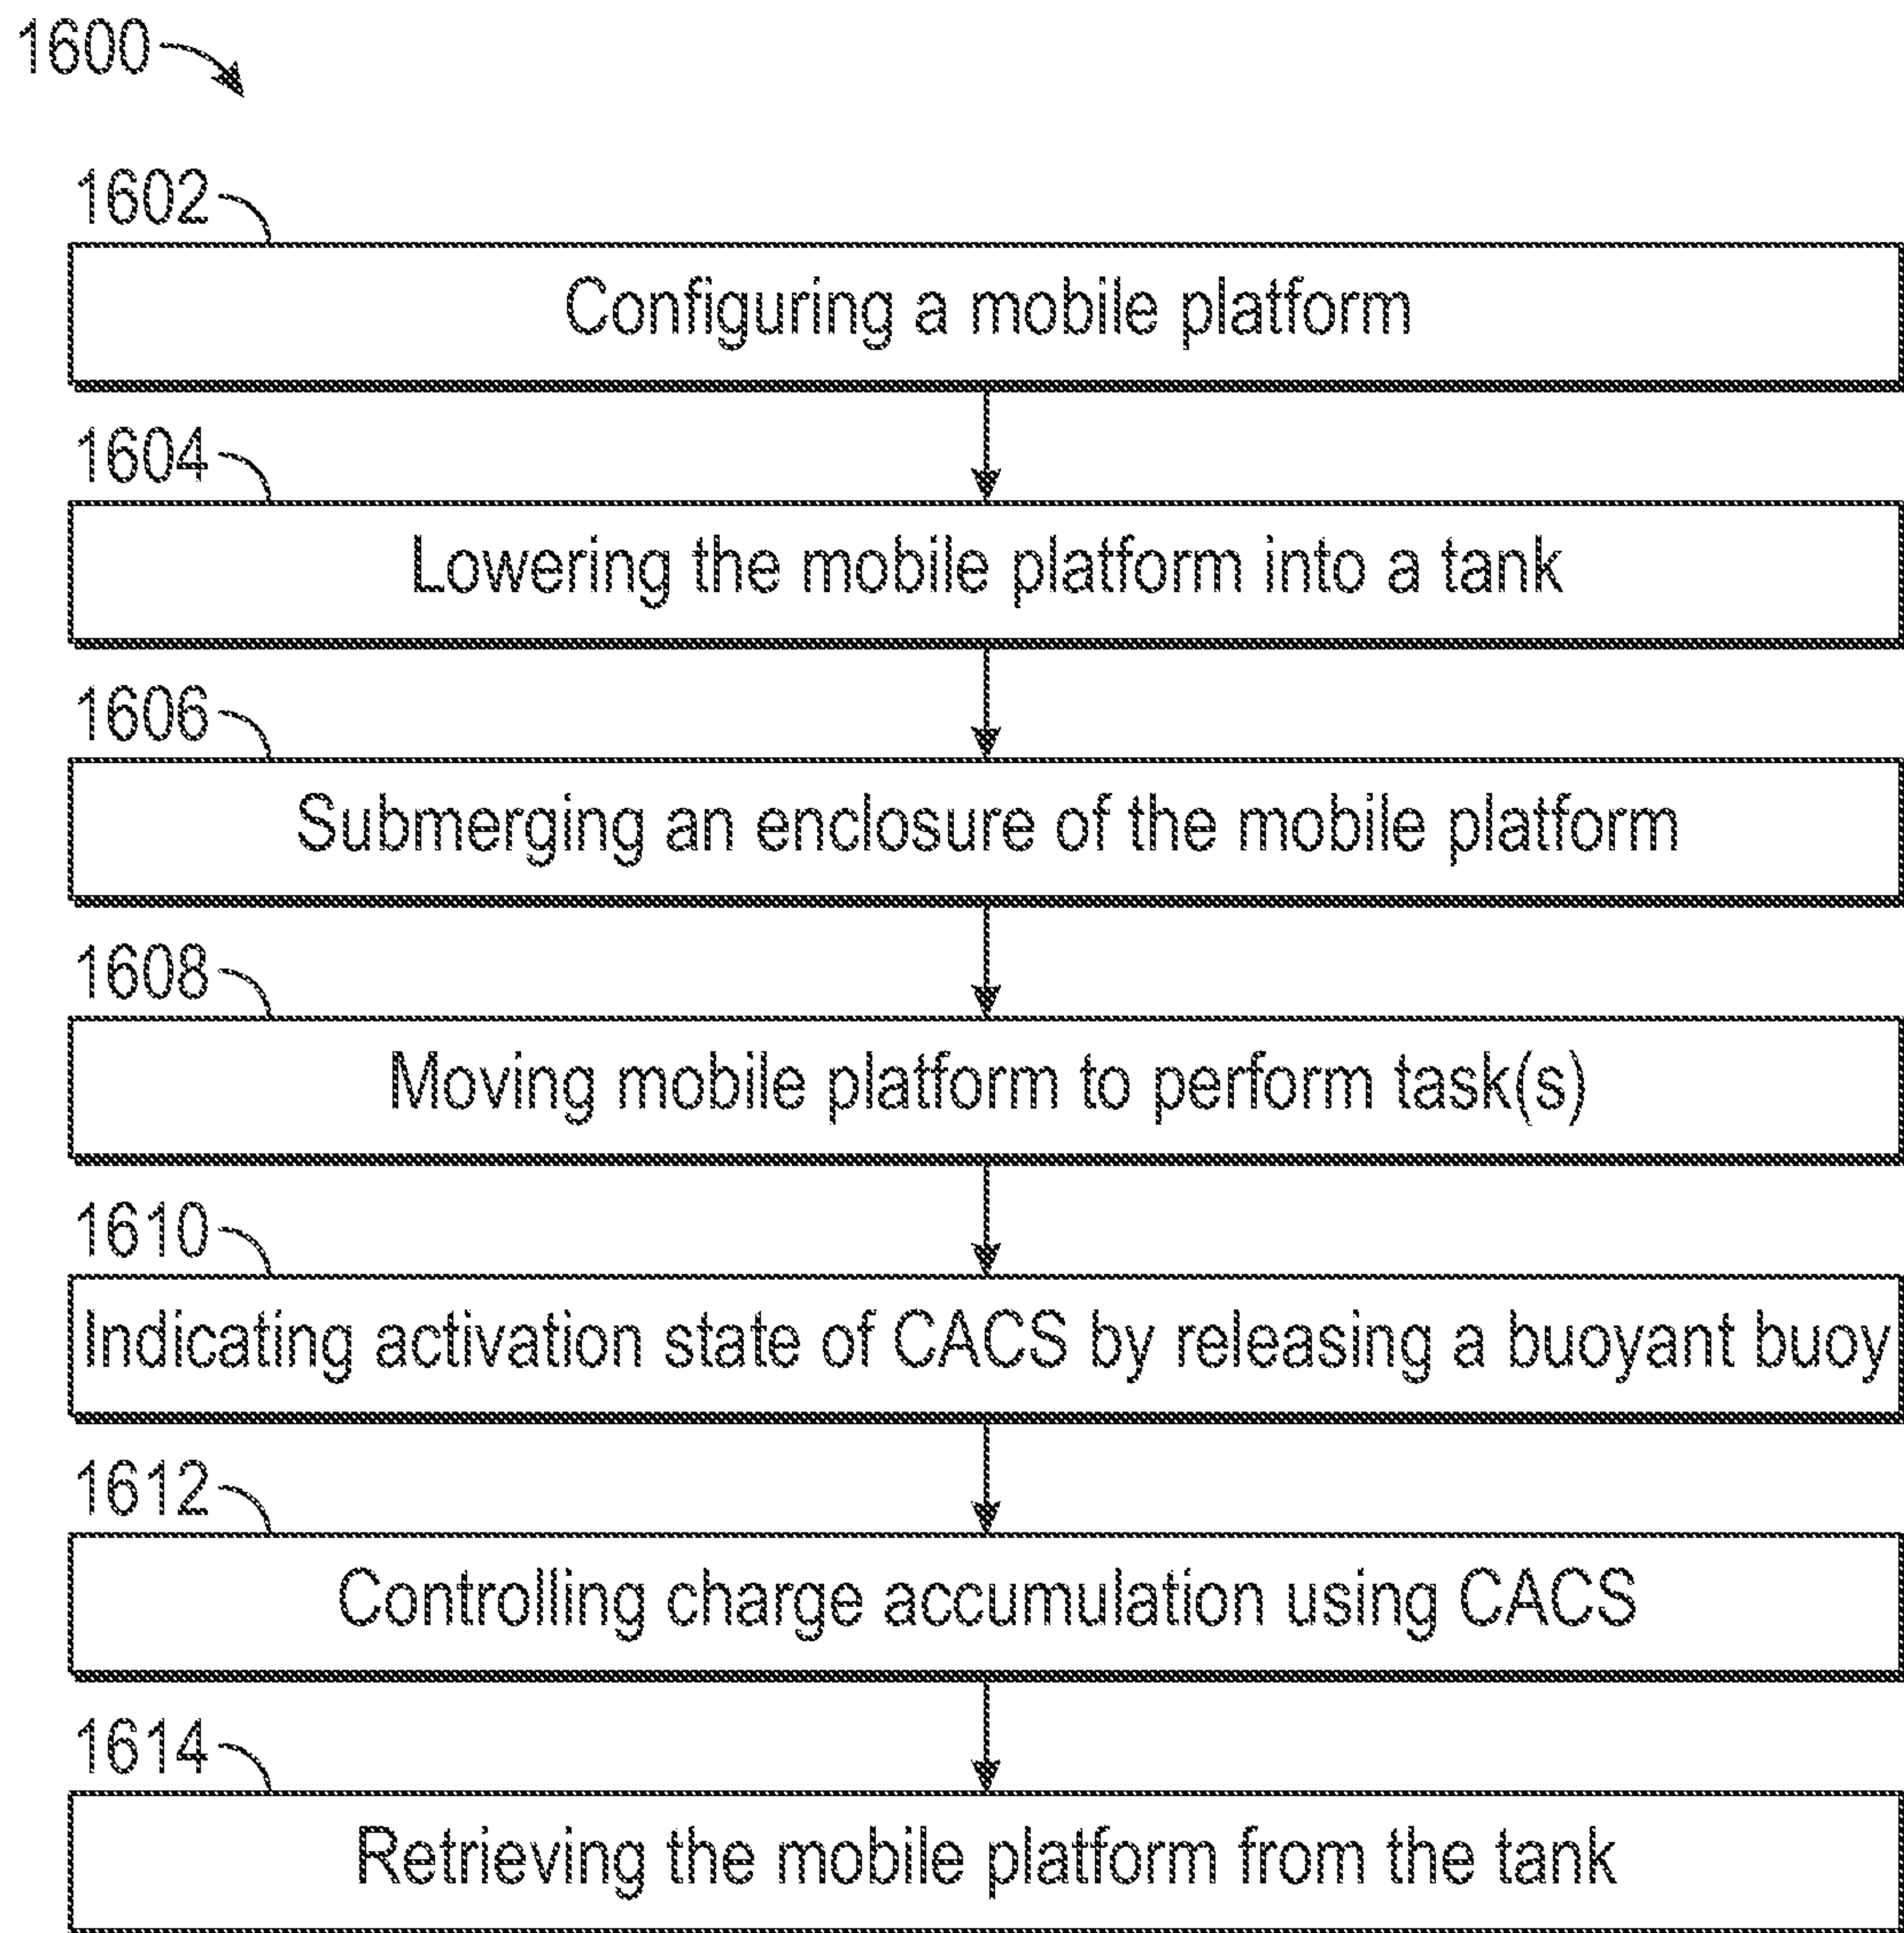 1600
1602
Configuring a mobile platform
1604
Lowering the mobile platform into a tank
1606
Submerging an enclosure of the mobile platform
1608
Moving mobile platform to perform task(s)
1610
Indicating activation state of CACS by releasing a buoyant buoy
1612
Controlling charge accumulation using CACS
1614
Retrieving the mobile platform from the tank